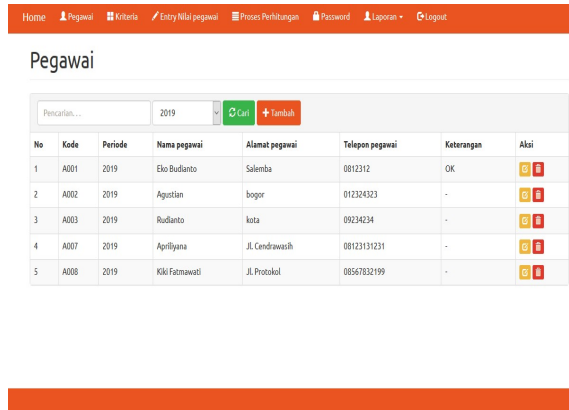 Home Pegawai Kriteria Entry Nilai pegawai Proses Perhitungan Password Laporan Logout
Pegawai
Pencarian... 2019 Cari Tambah
No Kode Periode Nama pegawai Alamat pegawai Telepon pegawai Keterangan Aksi
1 A001 2019 Eko Budianto Salemba 0812312 OK
2 A002 2019 Agustian bogor 012324323 -
3 A003 2019 Rudianto kota 09234234 -
4 A007 2019 Apriliyana Jl. Cendrawasih 08123131231 -
5 A008 2019 Kiki Fatmawati Jl. Protokol 08567832199 -